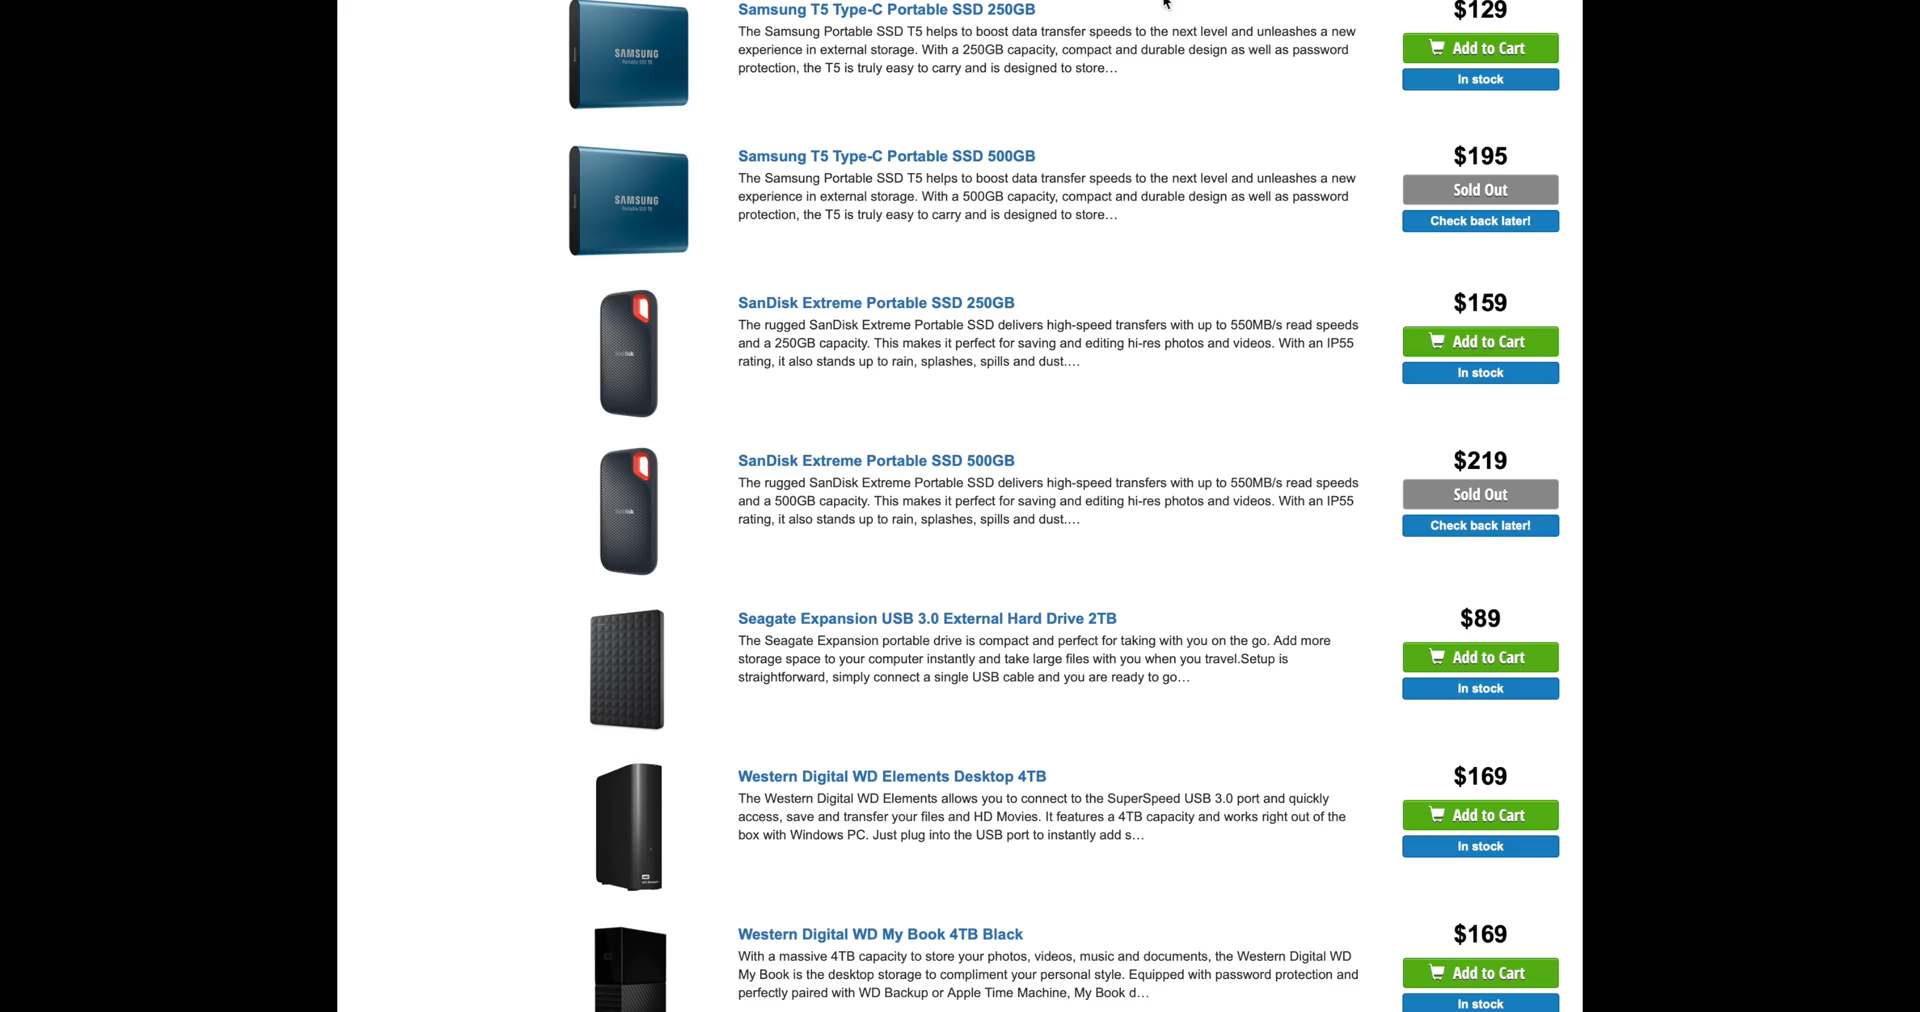 Samsung T5 Type-C Portable SSD 250GB
The Samsung Portable SSD T5 helps to boost data transfer speeds to the next level and unleashes a new
experience in external storage. With a 250GB capacity, compact and durable design as well as password
protection, the T5 is truly easy to carry and is designed to store…
$129
Add to Cart
In stock
SAMSUNG
Portable SSD T5
Samsung T5 Type-C Portable SSD 500GB
The Samsung Portable SSD T5 helps to boost data transfer speeds to the next level and unleashes a new
experience in external storage. With a 500GB capacity, compact and durable design as well as password
protection, the T5 is truly easy to carry and is designed to store…
$195
Sold Out
Check back later!
SAMSUNG
Portable SSD T5
SanDisk Extreme Portable SSD 250GB
The rugged SanDisk Extreme Portable SSD delivers high-speed transfers with up to 550MB/s read speeds
and a 250GB capacity. This makes it perfect for saving and editing hi-res photos and videos. With an IP55
rating, it also stands up to rain, splashes, spills and dust.…
$159
Add to Cart
In stock
SanDisk
SanDisk Extreme Portable SSD 500GB
The rugged SanDisk Extreme Portable SSD delivers high-speed transfers with up to 550MB/s read speeds
and a 500GB capacity. This makes it perfect for saving and editing hi-res photos and videos. With an IP55
rating, it also stands up to rain, splashes, spills and dust.…
$219
Sold Out
Check back later!
SanDisk
Seagate Expansion USB 3.0 External Hard Drive 2TB
The Seagate Expansion portable drive is compact and perfect for taking with you on the go. Add more
storage space to your computer instantly and take large files with you when you travel.Setup is
straightforward, simply connect a single USB cable and you are ready to go…
$89
Add to Cart
In stock
Western Digital WD Elements Desktop 4TB
The Western Digital WD Elements allows you to connect to the SuperSpeed USB 3.0 port and quickly
access, save and transfer your files and HD Movies. It features a 4TB capacity and works right out of the
box with Windows PC. Just plug into the USB port to instantly add s…
$169
Add to Cart
In stock
WD
Western Digital WD My Book 4TB Black
With a massive 4TB capacity to store your photos, videos, music and documents, the Western Digital WD
My Book is the desktop storage to compliment your personal style. Equipped with password protection and
perfectly paired with WD Backup or Apple Time Machine, My Book d…
$169
Add to Cart
In stock